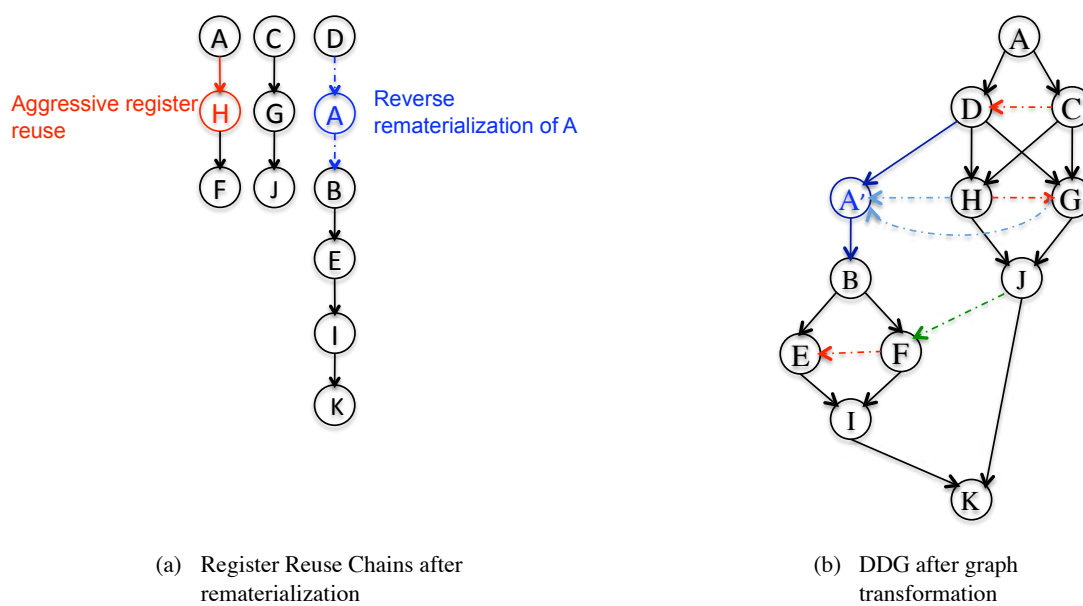 A C D
Aggressive register
reuse
H G A
Reverse
rematerialization of A
F J B
E
I
K
(a) Register Reuse Chains after
rematerialization
A
D C
A' H G
B J
E F
I
K
(b) DDG after graph
transformation